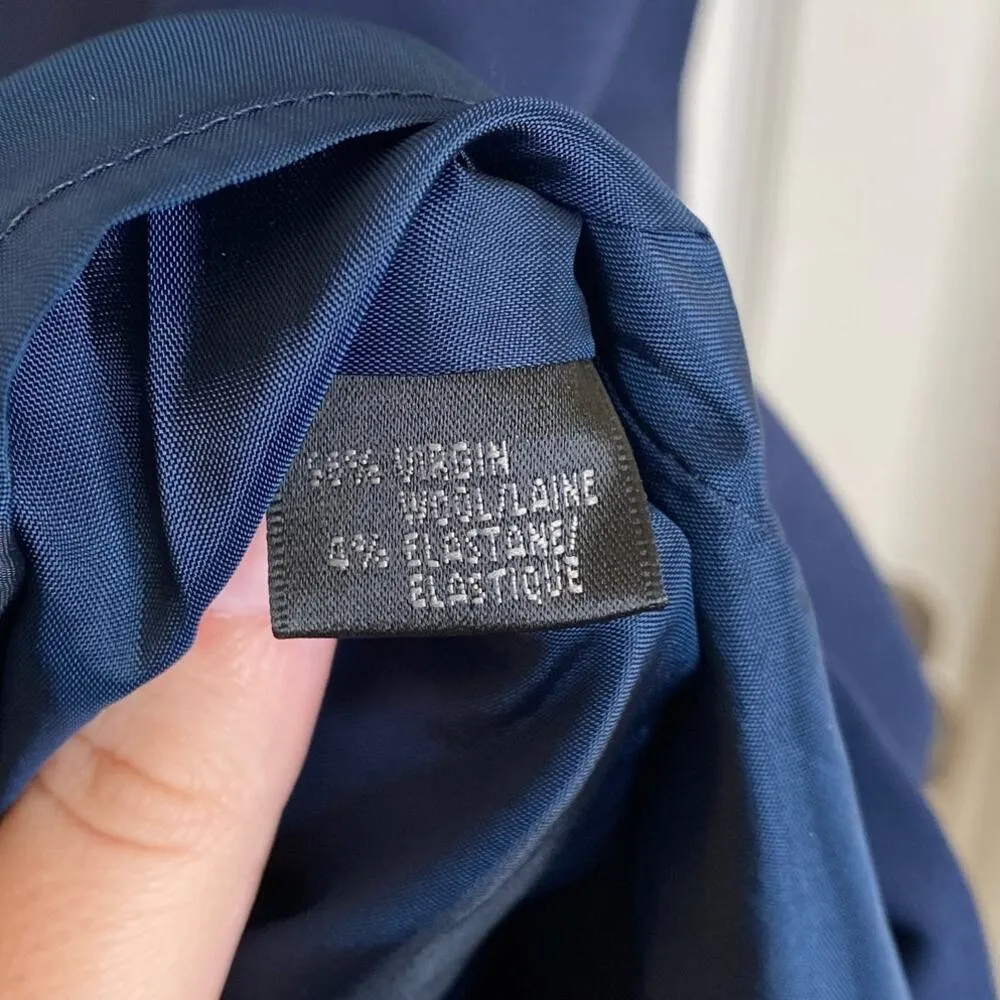 VIRGIN
WOOL/LAINE
4% ELASTANE/
ELASTIQUE